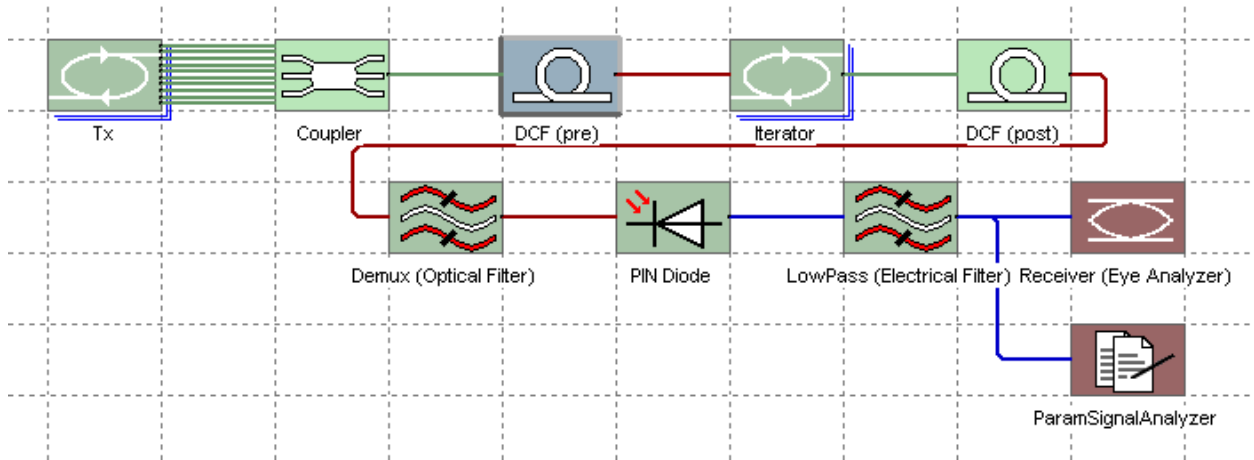 Tx
Coupler
DCF (pre)
Iterator
DCF (post)
Demux (Optical Filter)
PIN Diode
LowPass (Electrical Filter)
Receiver (Eye Analyzer)
ParamSignalAnalyzer